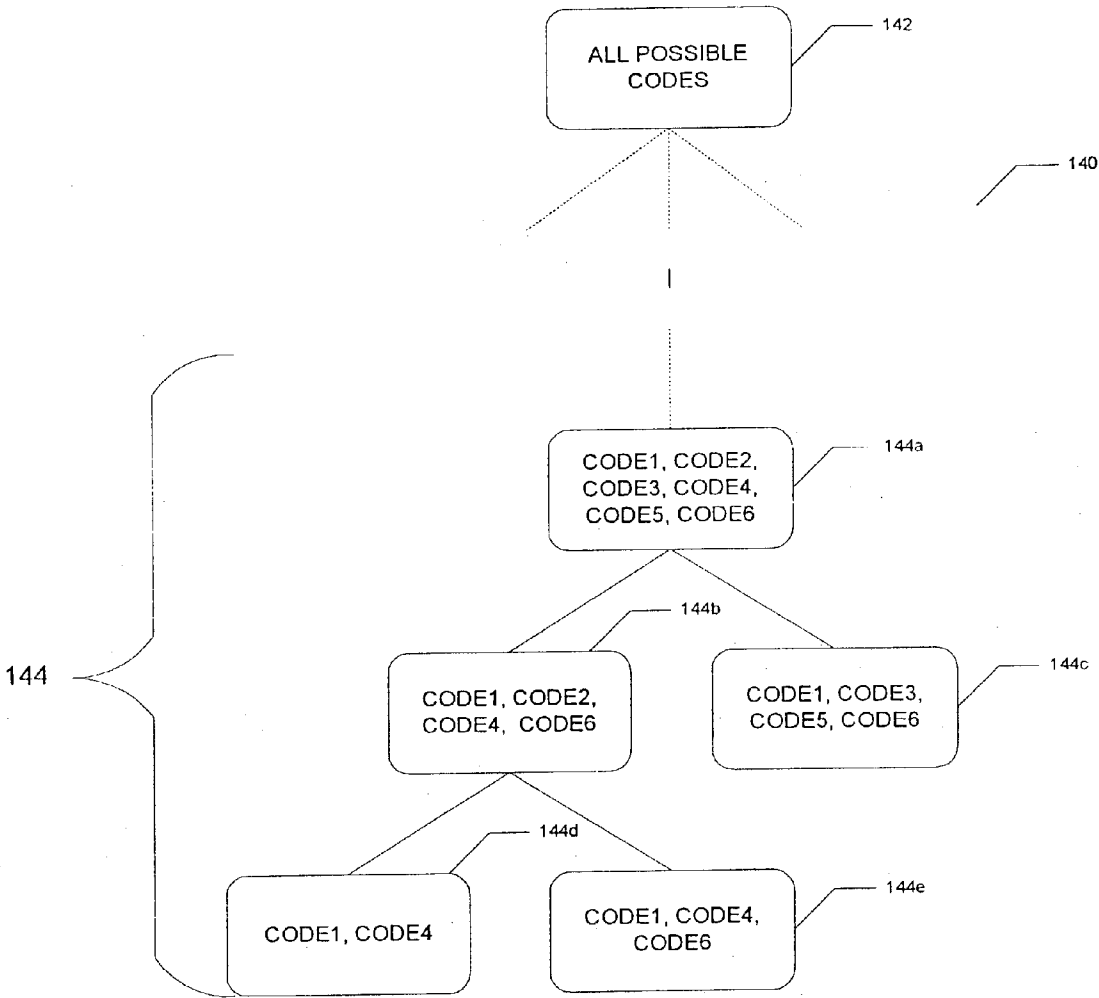 142
ALL POSSIBLE
CODES
140
144a
CODE1, CODE2,
CODE3, CODE4,
CODE5, CODE6
144b
144c
144
CODE1, CODE2,
CODE4, CODE6
CODE1, CODE3,
CODE5, CODE6
144d
144e
CODE1, CODE4
CODE1, CODE4,
CODE6